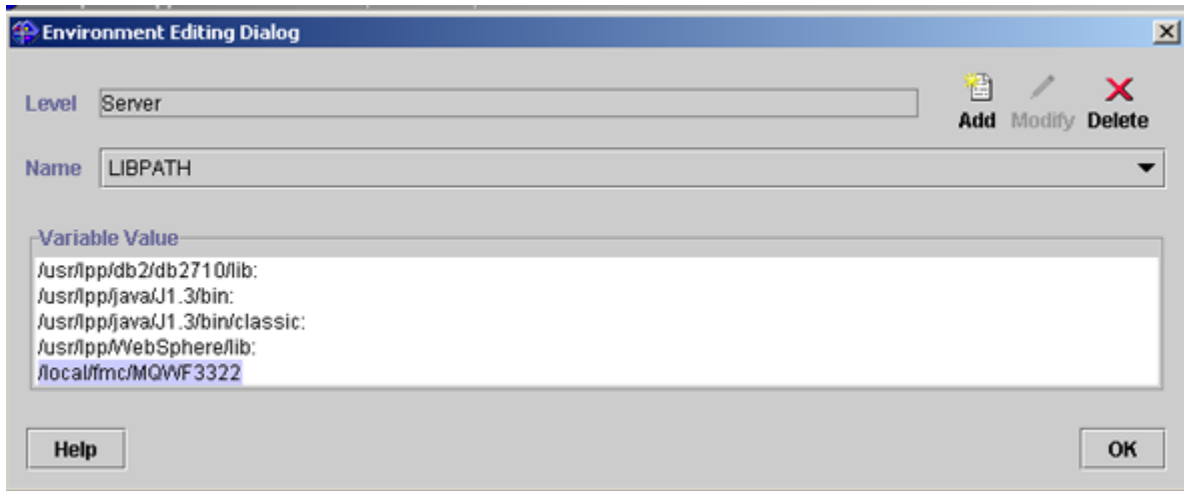 Environment Editing Dialog
Level Server
Add Modify Delete
Name LIBPATH
Variable Value
/usr/lpp/db2/db2710/lib:
/usr/lpp/java/J1.3/bin:
/usr/lpp/java/J1.3/bin/classic:
/usr/lpp/WebSphere/lib:
/local/fmc/MQWF3322
Help OK